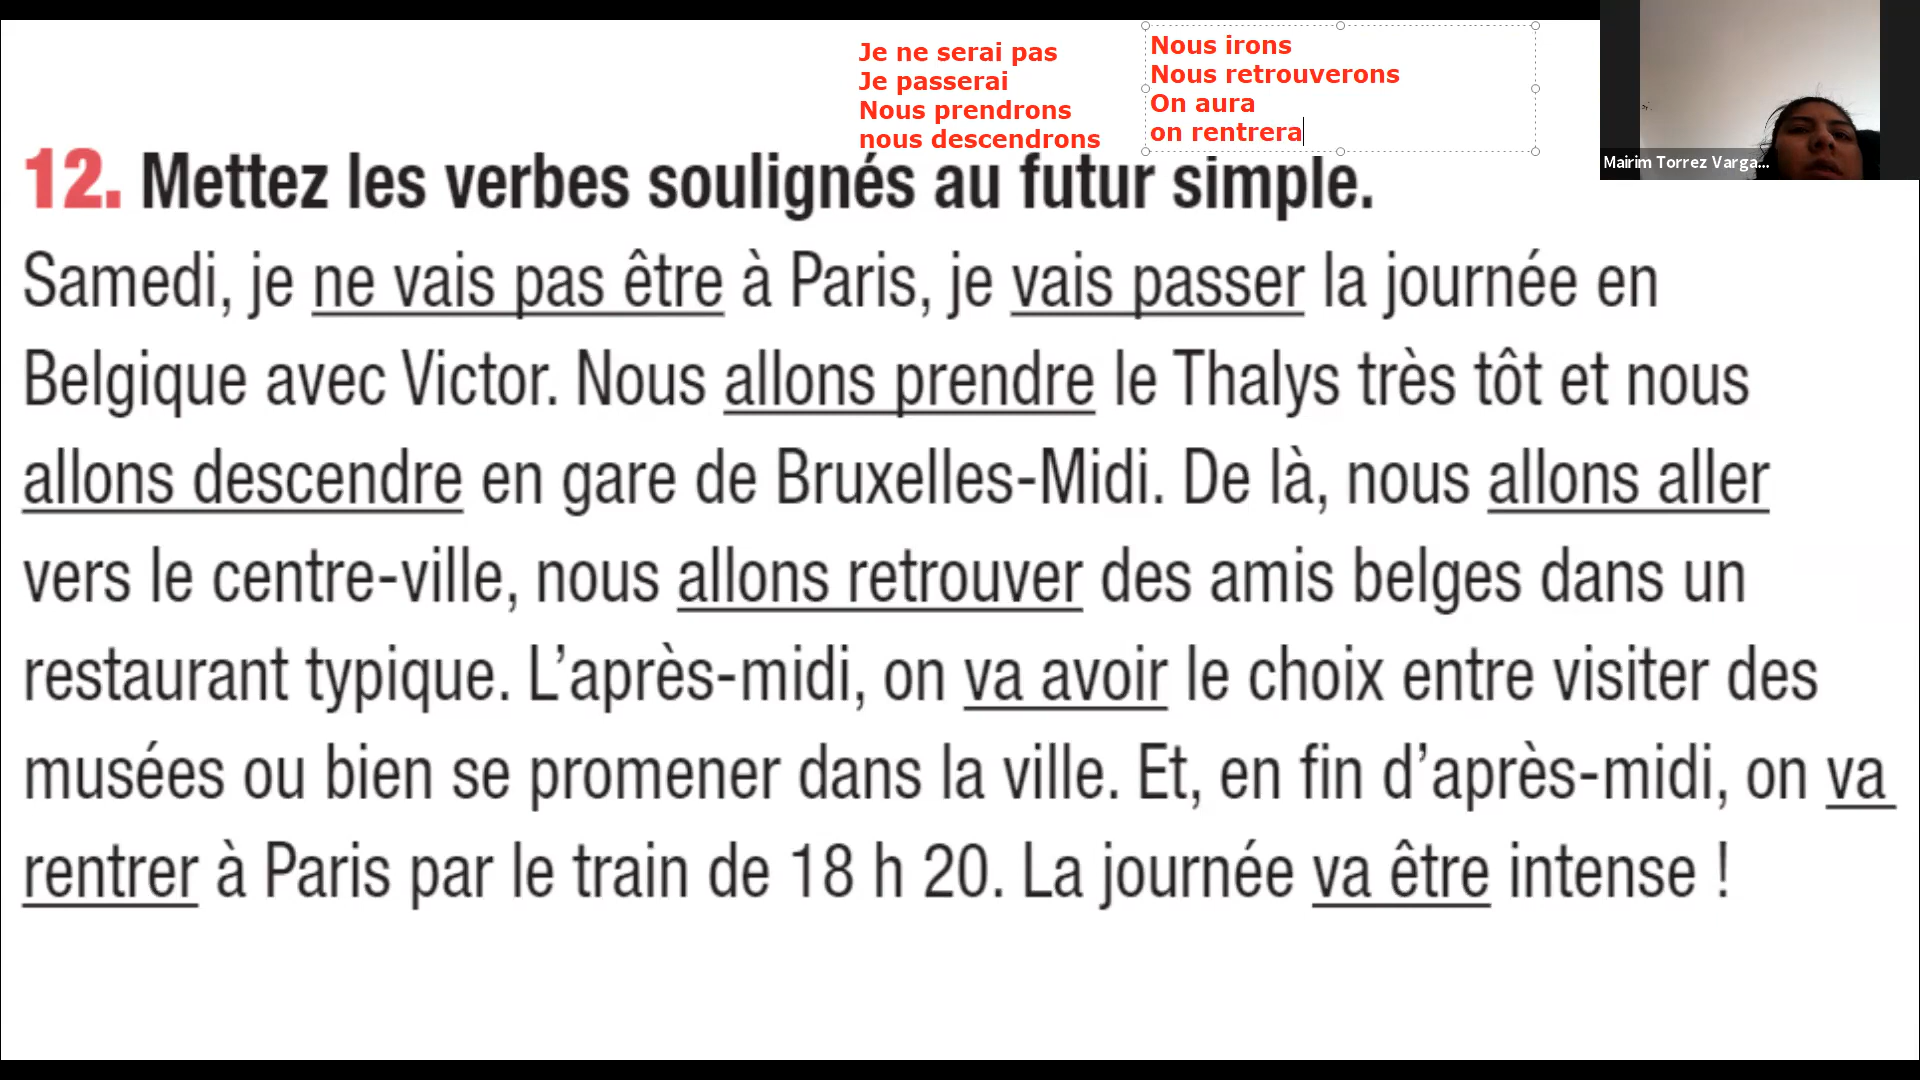 Je ne serai pas
Je passerai
Nous prendrons
nous descendrons
Nous irons
Nous retrouverons
On aura
on rentrera
Mairim Torrez Varga...
12. Mettez les verbes soulignés au futur simple.
Samedi, je ne vais pas être à Paris, je vais passer la journée en
Belgique avec Victor. Nous allons prendre le Thalys très tôt et nous
allons descendre en gare de Bruxelles-Midi. De là, nous allons aller
vers le centre-ville, nous allons retrouver des amis belges dans un
restaurant typique. L’après-midi, on va avoir le choix entre visiter des
musées ou bien se promener dans la ville. Et, en fin d’après-midi, on va
rentrer à Paris par le train de 18 h 20. La journée va être intense !